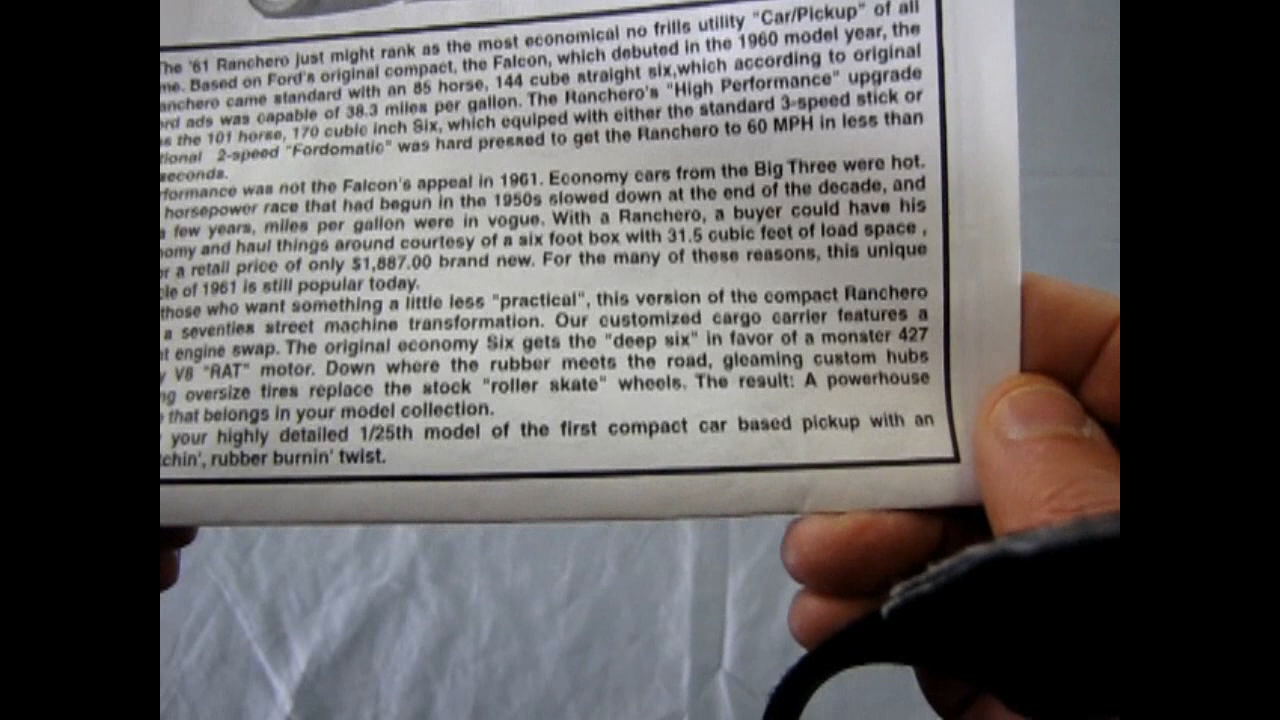 The '61 Ranchero just might rank as the most economical no frills utility "Car/Pickup" of all
me. Based on Ford's original compact, the Falcon, which debuted in the 1960 model year, the
anchero came standard with an 85 horse, 144 cube straight six,which according to original
rd ads was capable of 38.3 miles per gallon. The Ranchero's "High Performance" upgrade
s the 101 horse, 170 cubic inch Six, which equiped with either the standard 3-speed stick or
tional 2-speed "Fordomatic" was hard pressed to get the Ranchero to 60 MPH in less than
seconds.
formance was not the Falcon's appeal in 1961. Economy cars from the Big Three were hot.
horsepower race that had begun in the 1950s slowed down at the end of the decade, and
a few years, miles per gallon were in vogue. With a Ranchero, a buyer could have his
omy and haul things around courtesy of a six foot box with 31.5 cubic feet of load space ,
r a retail price of only $1,887.00 brand new. For the many of these reasons, this unique
cle of 1961 is still popular today.
those who want something a little less "practical", this version of the compact Ranchero
a seventies street machine transformation. Our customized cargo carrier features a
t engine swap. The original economy Six gets the "deep six" in favor of a monster 427
y V8 "RAT" motor. Down where the rubber meets the road, gleaming custom hubs
ng oversize tires replace the stock "roller skate" wheels. The result: A powerhouse
that belongs in your model collection.
your highly detailed 1/25th model of the first compact car based pickup with an
chin', rubber burnin' twist.